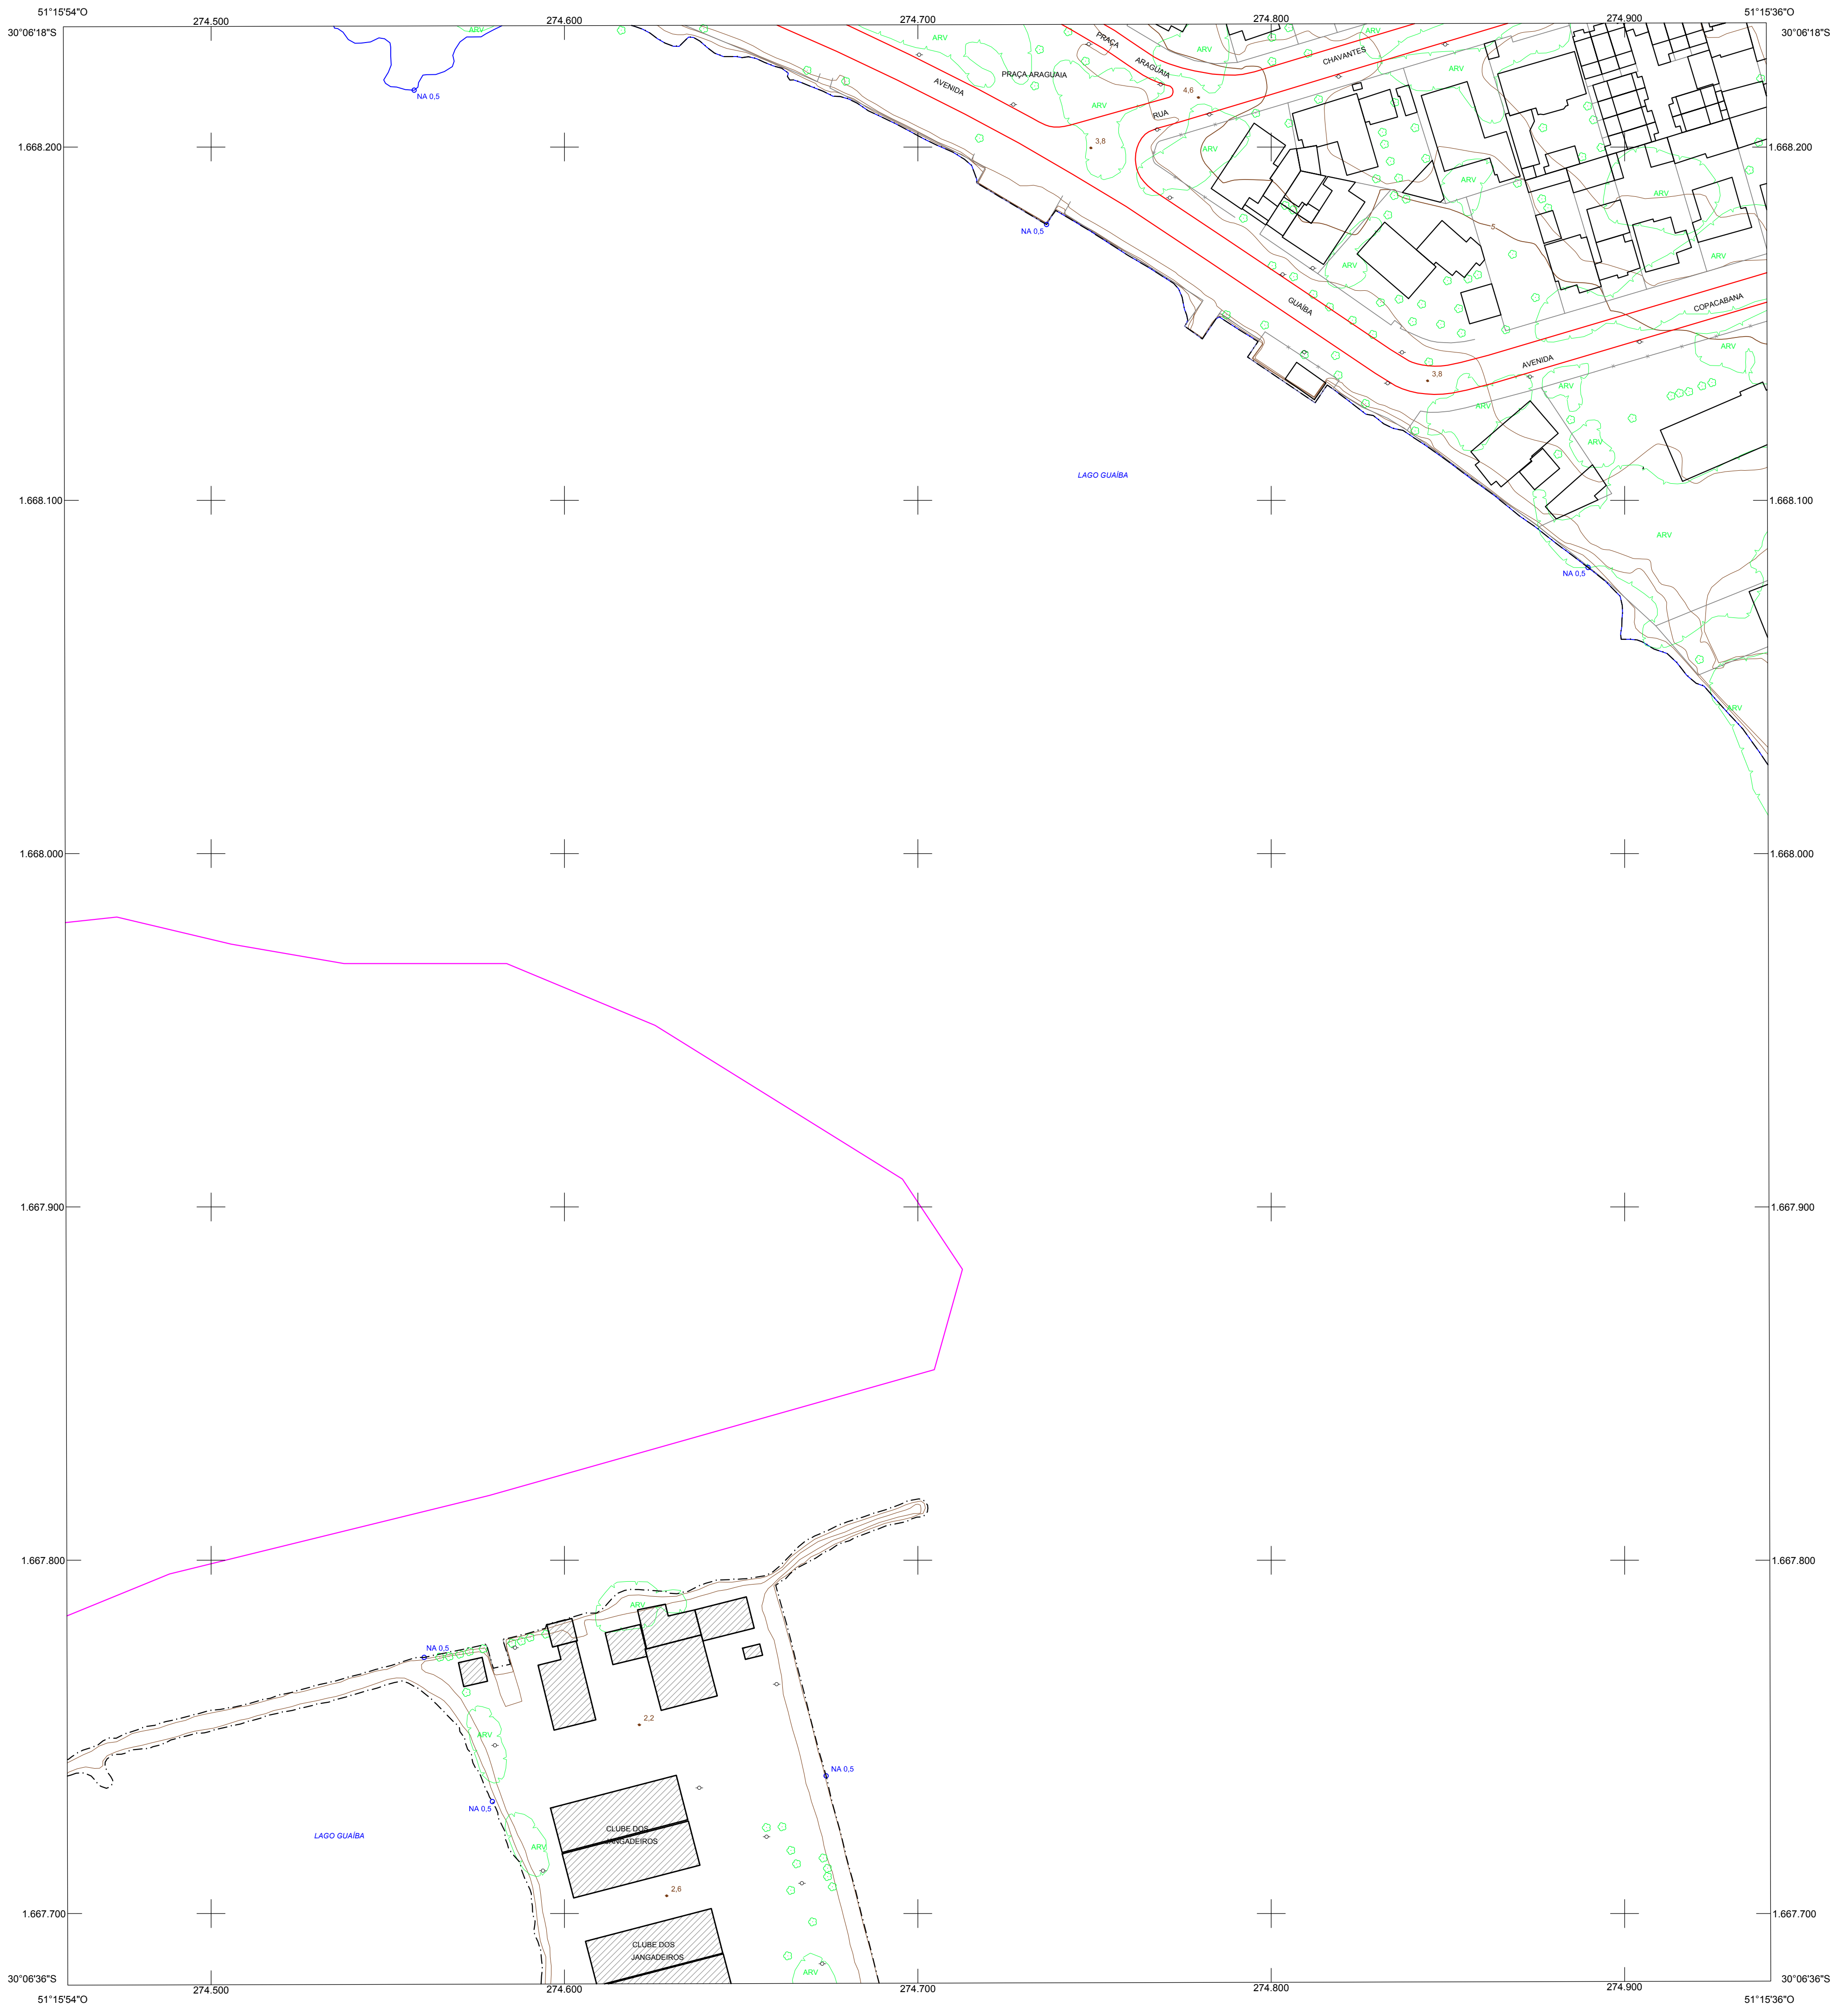 51°15'54"O
51°15'36"O
274.500
274.600
274.700
274.800
274.900
30°06'18"S
30°06'18"S
ARV
ARV
ARV
ARV
ARV
NA 0,5
PRAÇA
ARAGUAIA
PRAÇA ARAGUAIA
CHAVANTES
AVENIDA
ARV
4,6
RUA
3,8
ARV
ARV
ARV
1.668.200
1.668.200
NA 0,5
5
ARV
ARV
GUAÍBA
COPACABANA
AVENIDA
ARV
3,8
ARV
ARV
ARV
LAGO GUAÍBA
1.668.100
1.668.100
ARV
NA 0,5
ARV
1.668.000
1.668.000
1.667.900
1.667.900
1.667.800
1.667.800
ARV
NA 0,5
2,2
ARV
NA 0,5
NA 0,5
LAGO GUAÍBA
CLUBE DOS
JANGADEIROS
ARV
2,6
1.667.700
1.667.700
CLUBE DOS
JANGADEIROS
ARV
30°06'36"S
30°06'36"S
274.500
274.600
274.700
274.800
274.900
51°15'54"O
51°15'36"O